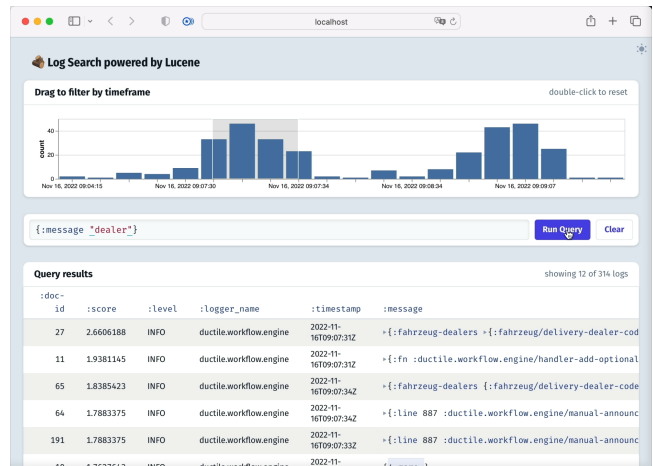 localhost
Log Search powered by Lucene
Drag to filter by timeframe double-click to reset
count
40
20
0
Nov 16, 2022 09:04:15 Nov 16, 2022 09:07:30 Nov 16, 2022 09:07:34 Nov 16, 2022 09:08:34 Nov 16, 2022 09:09:07
{:message "dealer"} Run Query Clear
Query results showing 12 of 314 logs
:doc-
id :score :level :logger_name :timestamp :message
27 2.6606188 INFO ductile.workflow.engine 2022-11-
16T09:07:31Z ▸{:fahrzeug-dealers ▸{:fahrzeug/delivery-dealer-cod
11 1.9381145 INFO ductile.workflow.engine 2022-11-
16T09:07:31Z ▸{:fn :ductile.workflow.engine/handler-add-optional
65 1.8385423 INFO ductile.workflow.engine 2022-11-
16T09:07:34Z ▸{:fahrzeug-dealers {:fahrzeug/delivery-dealer-code
64 1.7883375 INFO ductile.workflow.engine 2022-11-
16T09:07:34Z ▸{:line 887 :ductile.workflow.engine/manual-announc
191 1.7883375 INFO ductile.workflow.engine 2022-11-
16T09:07:33Z ▸{:line 887 :ductile.workflow.engine/manual-announc
2022-11-